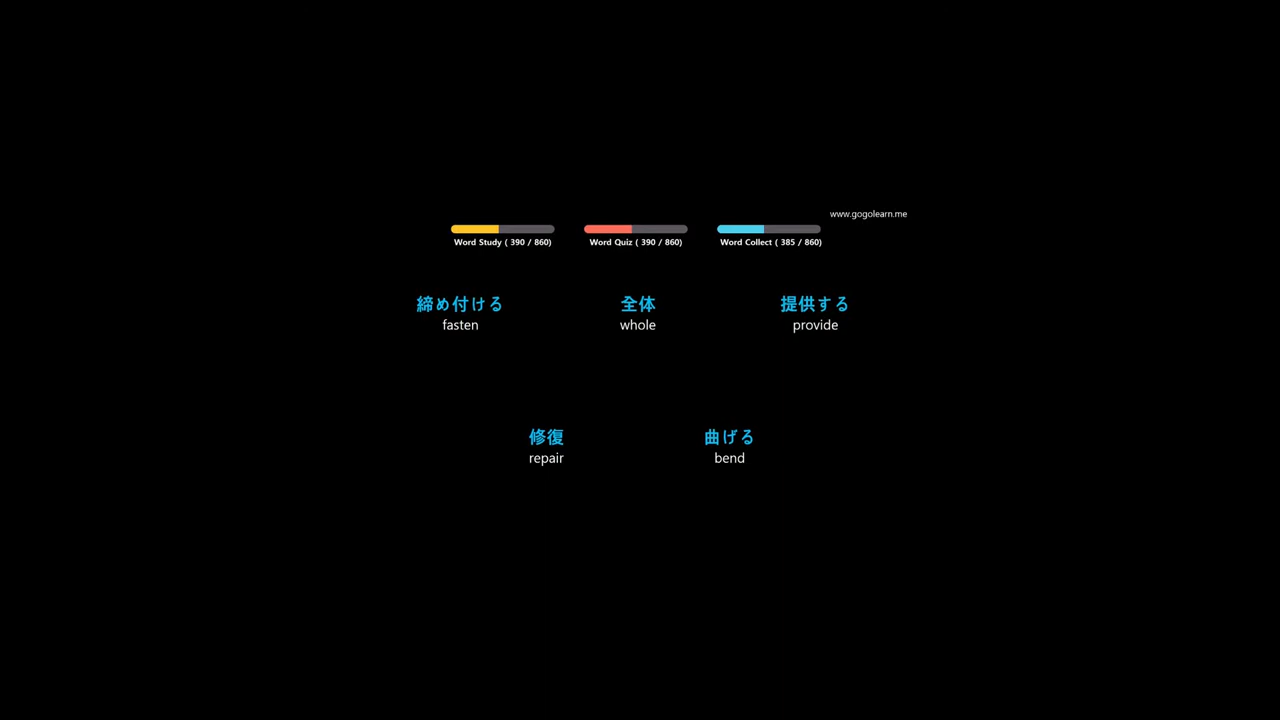 www.gogolearn.me
Word Study ( 390 / 860)
Word Quiz ( 390 / 860)
Word Collect ( 385 / 860)
締め付ける
fasten
全体
whole
提供する
provide
修復
repair
曲げる
bend